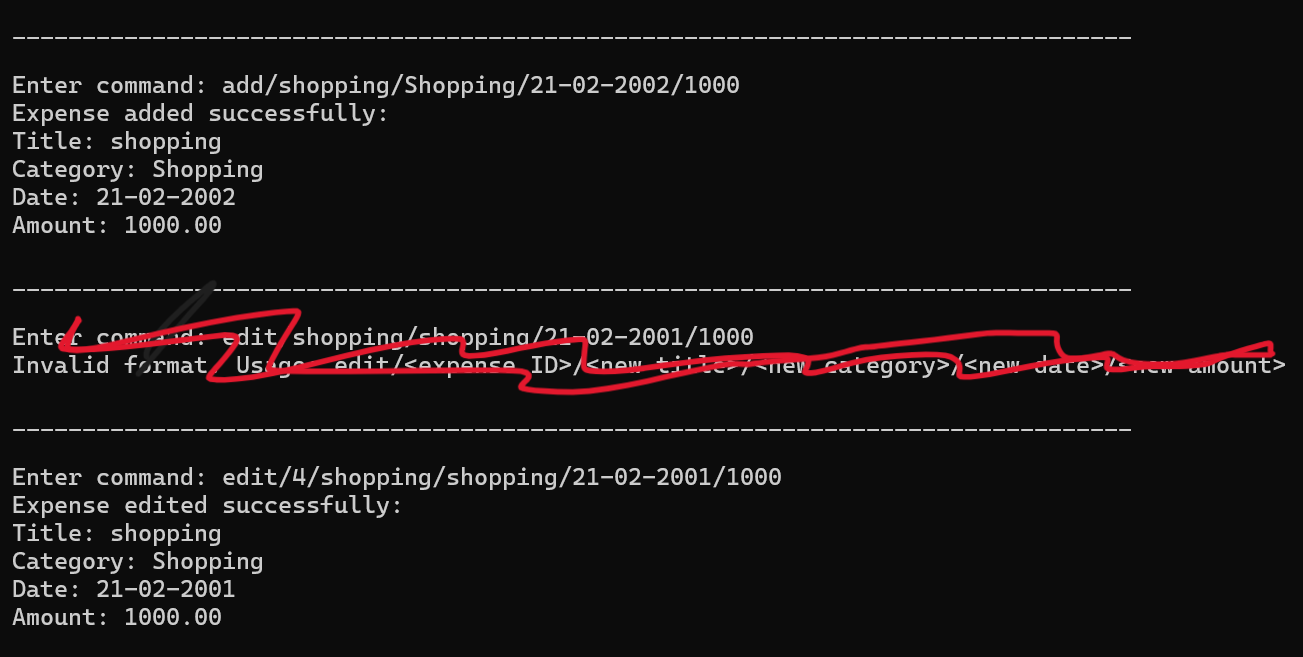 --------------------------------------------------------------------------------
Enter command: add/shopping/Shopping/21-02-2002/1000
Expense added successfully:
Title: shopping
Category: Shopping
Date: 21-02-2002
Amount: 1000.00
--------------------------------------------------------------------------------
Enter command: edit/shopping/shopping/21-02-2001/1000
Invalid format. Usage: edit/<expense ID>/<new title>/<new category>/<new date>/<new amount>
--------------------------------------------------------------------------------
Enter command: edit/4/shopping/shopping/21-02-2001/1000
Expense edited successfully:
Title: shopping
Category: Shopping
Date: 21-02-2001
Amount: 1000.00